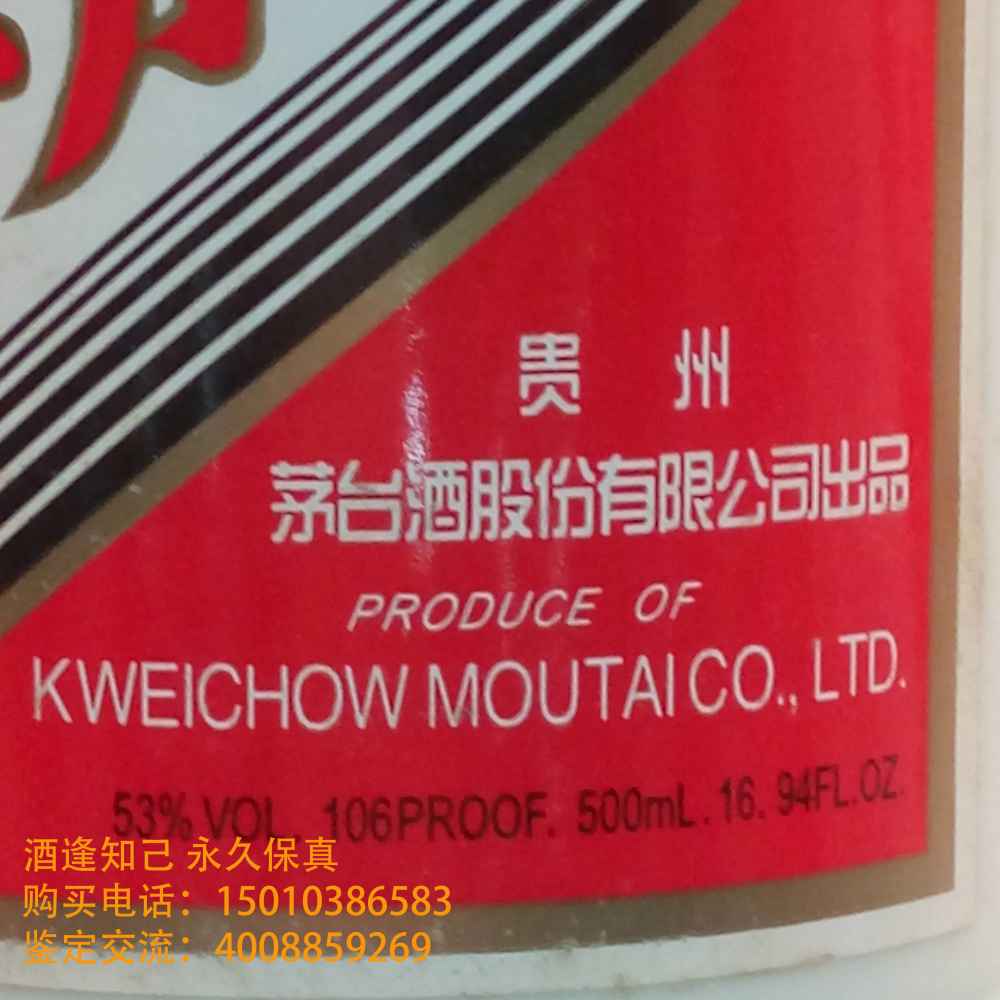 贵 州
茅台酒股份有限公司出品
PRODUCE OF
KWEICHOW MOUTAI CO., LTD.
53% VOL. 106PROOF. 500mL. 16. 94FL. OZ.
酒逢知己 永久保真
购买电话：15010386583
鉴定交流：4008859269